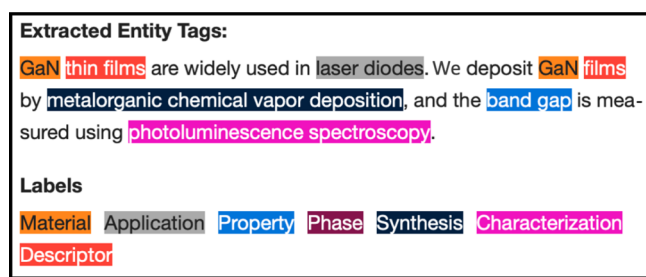 Extracted Entity Tags:
GaN thin films are widely used in laser diodes. We deposit GaN films
by metalorganic chemical vapor deposition, and the band gap is mea-
sured using photoluminescence spectroscopy.
Labels
Material Application Property Phase Synthesis Characterization
Descriptor